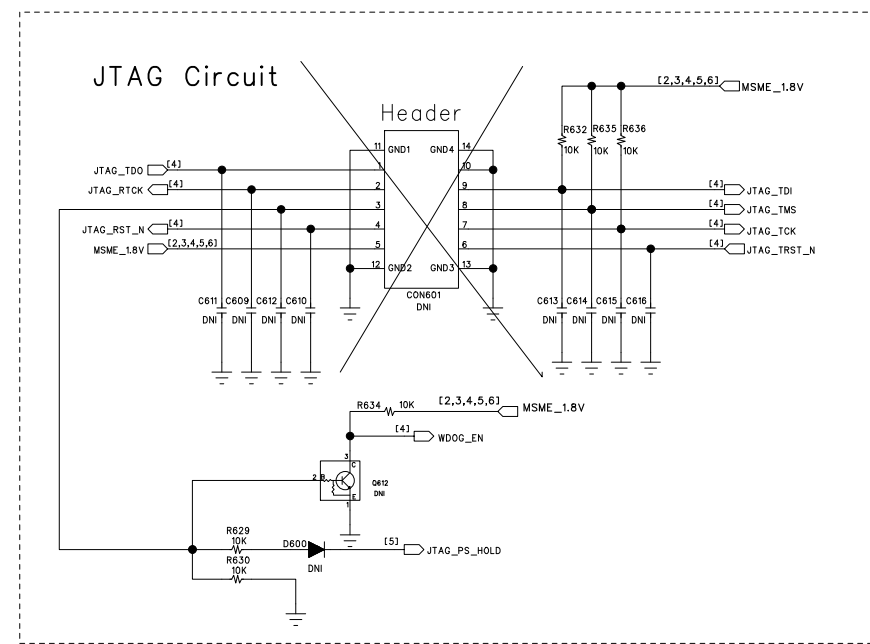 JTAG Circuit
Header
[2,3,4,5,6]
MSME_1.8V
R632 R635 R636
10K 10K 10K
11 GND1 GND4 14
JTAG_TDO [4] 1 10
JTAG_RTCK [4] 2 9 [4] JTAG_TDI
3 8 [4] JTAG_TMS
JTAG_RST_N [4] 4 7 [4] JTAG_TCK
MSME_1.8V [2,3,4,5,6] 5 6 [4] JTAG_TRST_N
12 GND2 GND3 13
CON601
DNI
C611 C609 C612 C610
DNI DNI DNI DNI
C613 C614 C615 C616
DNI DNI DNI DNI
R634 10K [2,3,4,5,6] MSME_1.8V
[4] WDOG_EN
3 C
2 B
Q612
DNI
E
1
R629
10K
D600
DNI
[5] JTAG_PS_HOLD
R630
10K